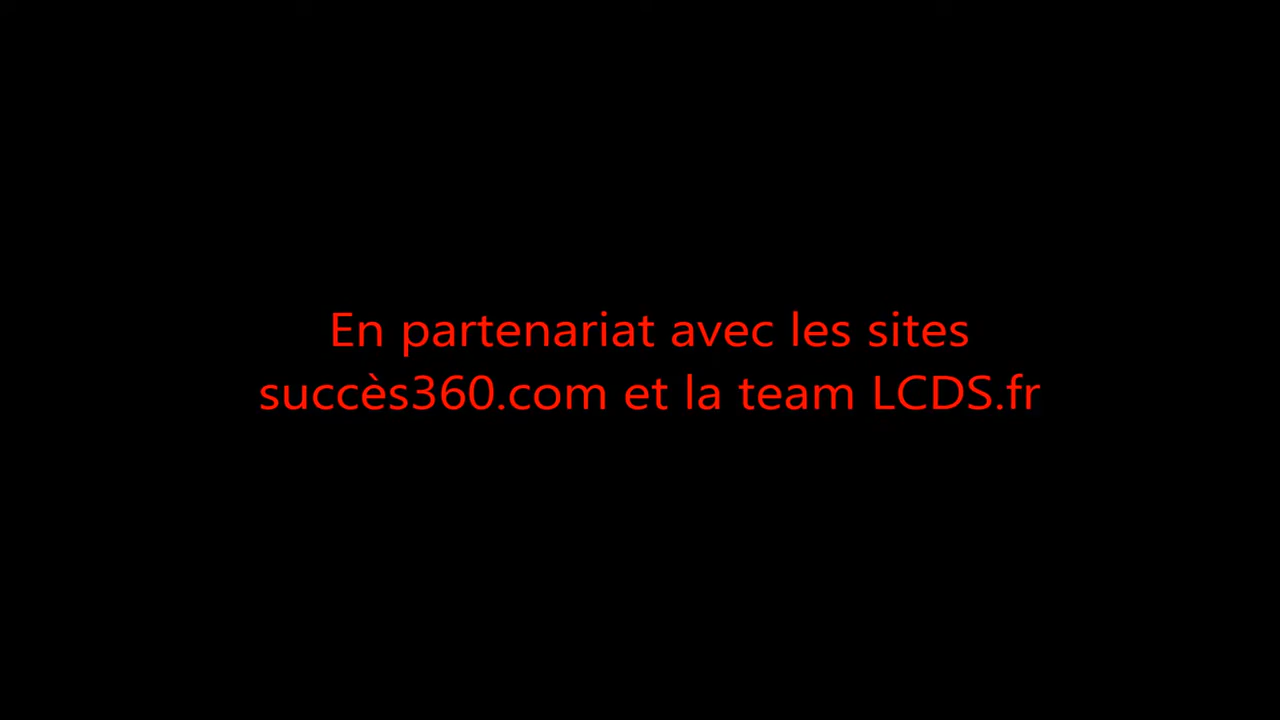 En partenariat avec les sites
succès360.com et la team LCDS.fr